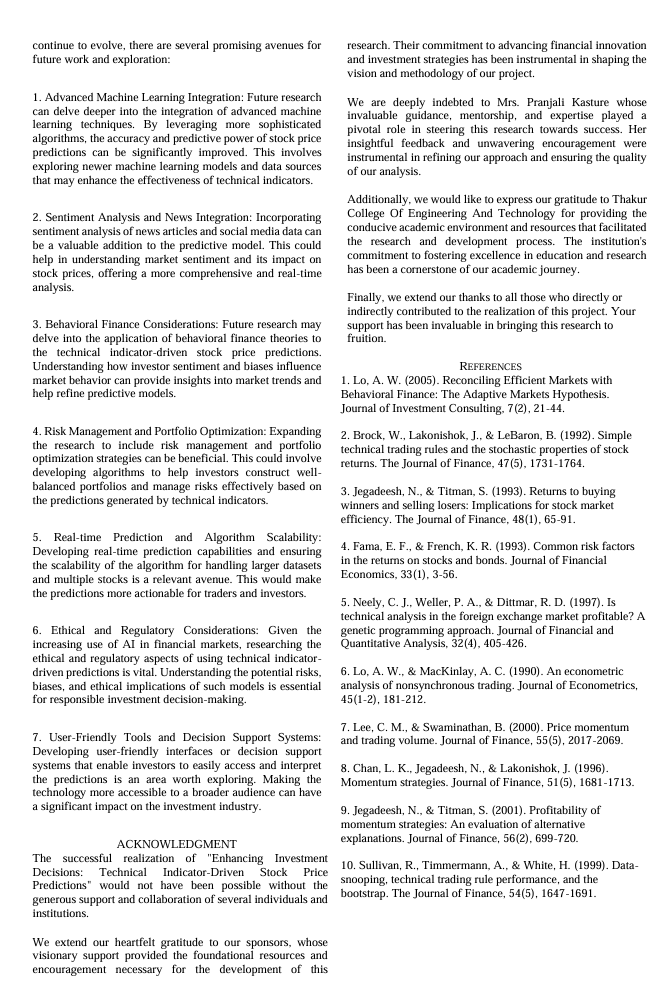 continue to evolve, there are several promising avenues for
future work and exploration:
1. Advanced Machine Learning Integration: Future research
can delve deeper into the integration of advanced machine
learning techniques. By leveraging more sophisticated
algorithms, the accuracy and predictive power of stock price
predictions can be significantly improved. This involves
exploring newer machine learning models and data sources
that may enhance the effectiveness of technical indicators.
2. Sentiment Analysis and News Integration: Incorporating
sentiment analysis of news articles and social media data can
be a valuable addition to the predictive model. This could
help in understanding market sentiment and its impact on
stock prices, offering a more comprehensive and real-time
analysis.
3. Behavioral Finance Considerations: Future research may
delve into the application of behavioral finance theories to
the technical indicator-driven stock price predictions.
Understanding how investor sentiment and biases influence
market behavior can provide insights into market trends and
help refine predictive models.
4. Risk Management and Portfolio Optimization: Expanding
the research to include risk management and portfolio
optimization strategies can be beneficial. This could involve
developing algorithms to help investors construct well-
balanced portfolios and manage risks effectively based on
the predictions generated by technical indicators.
5. Real-time Prediction and Algorithm Scalability:
Developing real-time prediction capabilities and ensuring
the scalability of the algorithm for handling larger datasets
and multiple stocks is a relevant avenue. This would make
the predictions more actionable for traders and investors.
6. Ethical and Regulatory Considerations: Given the
increasing use of AI in financial markets, researching the
ethical and regulatory aspects of using technical indicator-
driven predictions is vital. Understanding the potential risks,
biases, and ethical implications of such models is essential
for responsible investment decision-making.
7. User-Friendly Tools and Decision Support Systems:
Developing user-friendly interfaces or decision support
systems that enable investors to easily access and interpret
the predictions is an area worth exploring. Making the
technology more accessible to a broader audience can have
a significant impact on the investment industry.
ACKNOWLEDGMENT
The successful realization of "Enhancing Investment
Decisions: Technical Indicator-Driven Stock Price
Predictions" would not have been possible without the
generous support and collaboration of several individuals and
institutions.
We extend our heartfelt gratitude to our sponsors, whose
visionary support provided the foundational resources and
encouragement necessary for the development of this
research. Their commitment to advancing financial innovation
and investment strategies has been instrumental in shaping the
vision and methodology of our project.
We are deeply indebted to Mrs. Pranjali Kasture whose
invaluable guidance, mentorship, and expertise played a
pivotal role in steering this research towards success. Her
insightful feedback and unwavering encouragement were
instrumental in refining our approach and ensuring the quality
of our analysis.
Additionally, we would like to express our gratitude to Thakur
College Of Engineering And Technology for providing the
conducive academic environment and resources that facilitated
the research and development process. The institution's
commitment to fostering excellence in education and research
has been a cornerstone of our academic journey.
Finally, we extend our thanks to all those who directly or
indirectly contributed to the realization of this project. Your
support has been invaluable in bringing this research to
fruition.
REFERENCES
1. Lo, A. W. (2005). Reconciling Efficient Markets with
Behavioral Finance: The Adaptive Markets Hypothesis.
Journal of Investment Consulting, 7(2), 21-44.
2. Brock, W., Lakonishok, J., & LeBaron, B. (1992). Simple
technical trading rules and the stochastic properties of stock
returns. The Journal of Finance, 47(5), 1731-1764.
3. Jegadeesh, N., & Titman, S. (1993). Returns to buying
winners and selling losers: Implications for stock market
efficiency. The Journal of Finance, 48(1), 65-91.
4. Fama, E. F., & French, K. R. (1993). Common risk factors
in the returns on stocks and bonds. Journal of Financial
Economics, 33(1), 3-56.
5. Neely, C. J., Weller, P. A., & Dittmar, R. D. (1997). Is
technical analysis in the foreign exchange market profitable? A
genetic programming approach. Journal of Financial and
Quantitative Analysis, 32(4), 405-426.
6. Lo, A. W., & MacKinlay, A. C. (1990). An econometric
analysis of nonsynchronous trading. Journal of Econometrics,
45(1-2), 181-212.
7. Lee, C. M., & Swaminathan, B. (2000). Price momentum
and trading volume. Journal of Finance, 55(5), 2017-2069.
8. Chan, L. K., Jegadeesh, N., & Lakonishok, J. (1996).
Momentum strategies. Journal of Finance, 51(5), 1681-1713.
9. Jegadeesh, N., & Titman, S. (2001). Profitability of
momentum strategies: An evaluation of alternative
explanations. Journal of Finance, 56(2), 699-720.
10. Sullivan, R., Timmermann, A., & White, H. (1999). Data-
snooping, technical trading rule performance, and the
bootstrap. The Journal of Finance, 54(5), 1647-1691.